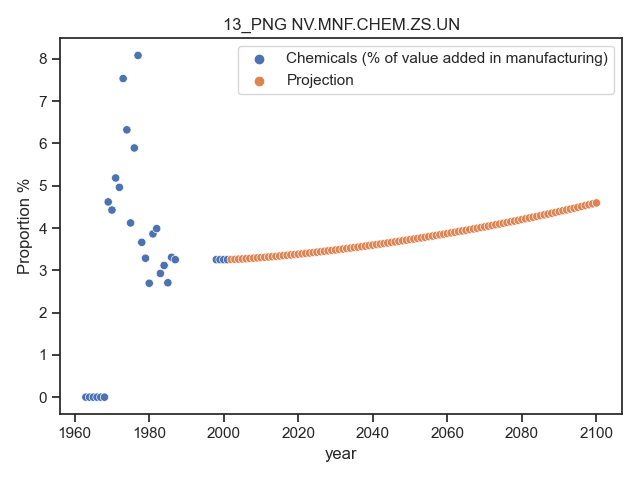 13_PNG NV.MNF.CHEM.ZS.UN
Chemicals (% of value added in manufacturing)
Projection
Proportion %
8
7
6
5
4
3
2
1
0
1960 1980 2000 2020 2040 2060 2080 2100
year